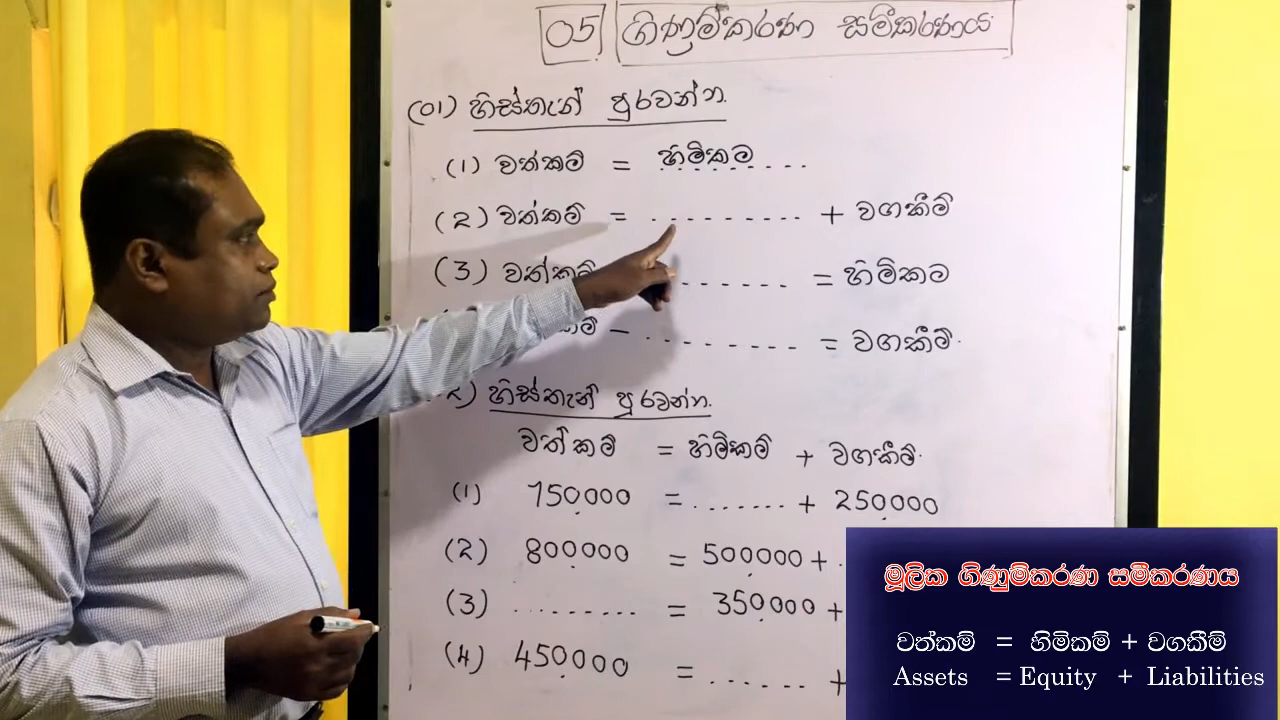 05 ගිණුම්කරණ සමීකරණය
(01) හිස්තැන් පුරවන්න.
(1) වත්කම් = හිමිකම.....
(2) වත්කම් = ......... + වගකීම්
(3) වත්කම් ....... = හිමිකම
කම් - ......... = වගකීම්.
2) හිස්තැන් පුරවන්න.
වත්කම් = හිම්කම් + වගකීම්.
(1) 750000 = ....... + 250000
(2) 800000 = 500000 + .
(3) ......... = 350000 +
(4) 450000 = ....... +
මූලික ගිණුම්කරණ සමීකරණය
වත්කම් = හිමිකම් + වගකීම්
Assets = Equity + Liabilities